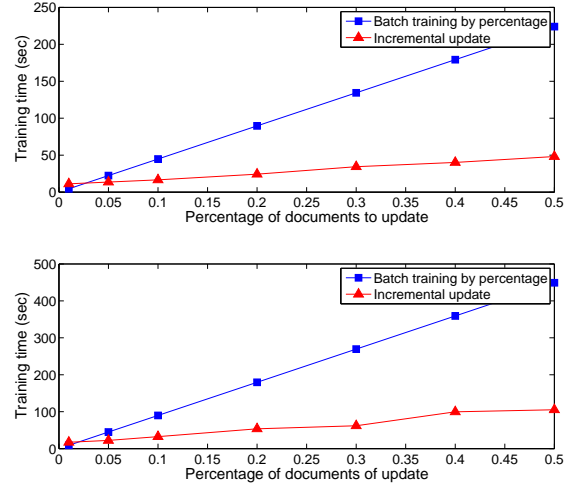 250
200
150
100
50
0
Training time (sec)
Batch training by percentage
Incremental update
0 0.05 0.1 0.15 0.2 0.25 0.3 0.35 0.4 0.45 0.5
Percentage of documents to update
500
400
300
200
100
0
Training time (sec)
Batch training by percentage
Incremental update
0 0.05 0.1 0.15 0.2 0.25 0.3 0.35 0.4 0.45 0.5
Percentage of documents of update